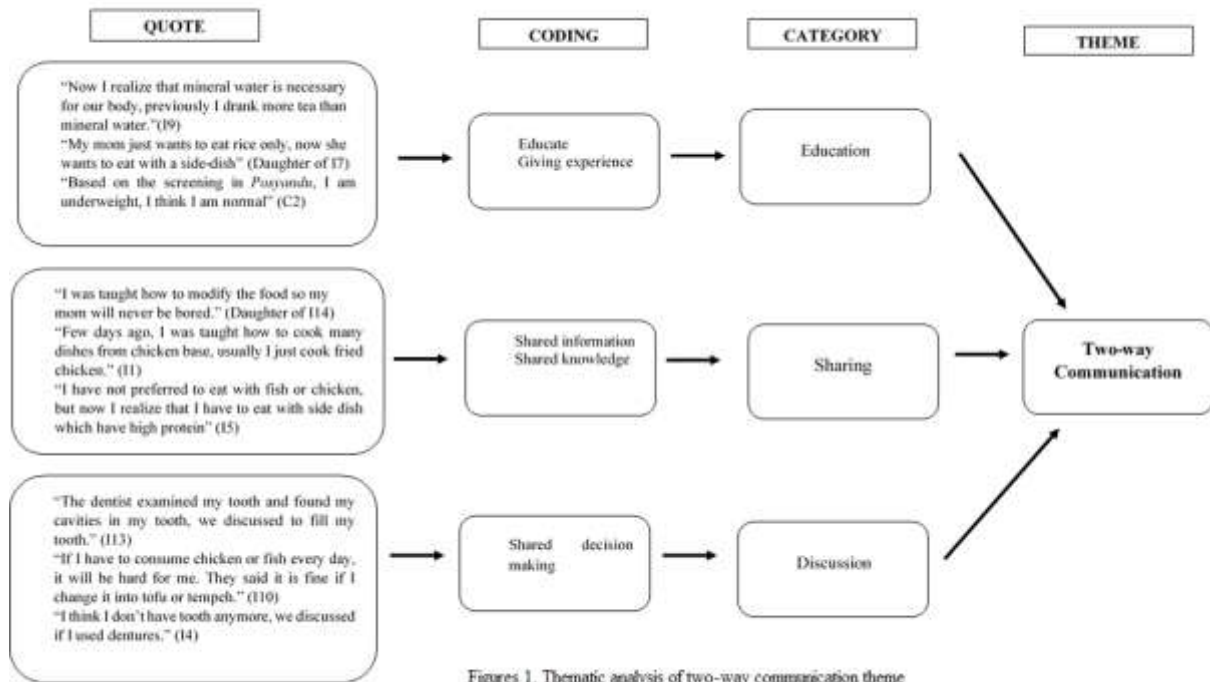 QUOTE
CODING
CATEGORY
THEME
“Now I realize that mineral water is necessary
for our body, previously I drank more tea than
mineral water.”(I9)
“My mom just wants to eat rice only, now she
wants to eat with a side-dish” (Daughter of I7)
“Based on the screening in Posyandu, I am
underweight, I think I am normal” (C2)
Educate
Giving experience
Education
“I was taught how to modify the food so my
mom will never be bored.” (Daughter of I14)
“Few days ago, I was taught how to cook many
dishes from chicken base, usually I just cook fried
chicken.” (I1)
“I have not preferred to eat with fish or chicken,
but now I realize that I have to eat with side dish
which have high protein” (I5)
Shared information
Shared knowledge
Sharing
Two-way
Communication
“The dentist examined my tooth and found my
cavities in my tooth, we discussed to fill my
tooth.” (I13)
“If I have to consume chicken or fish every day,
it will be hard for me. They said it is fine if I
change it into tofu or tempeh.” (I10)
“I think I don’t have tooth anymore, we discussed
if I used dentures.” (I4)
Shared decision
making
Discussion
Figures 1. Thematic analysis of two-way communication theme